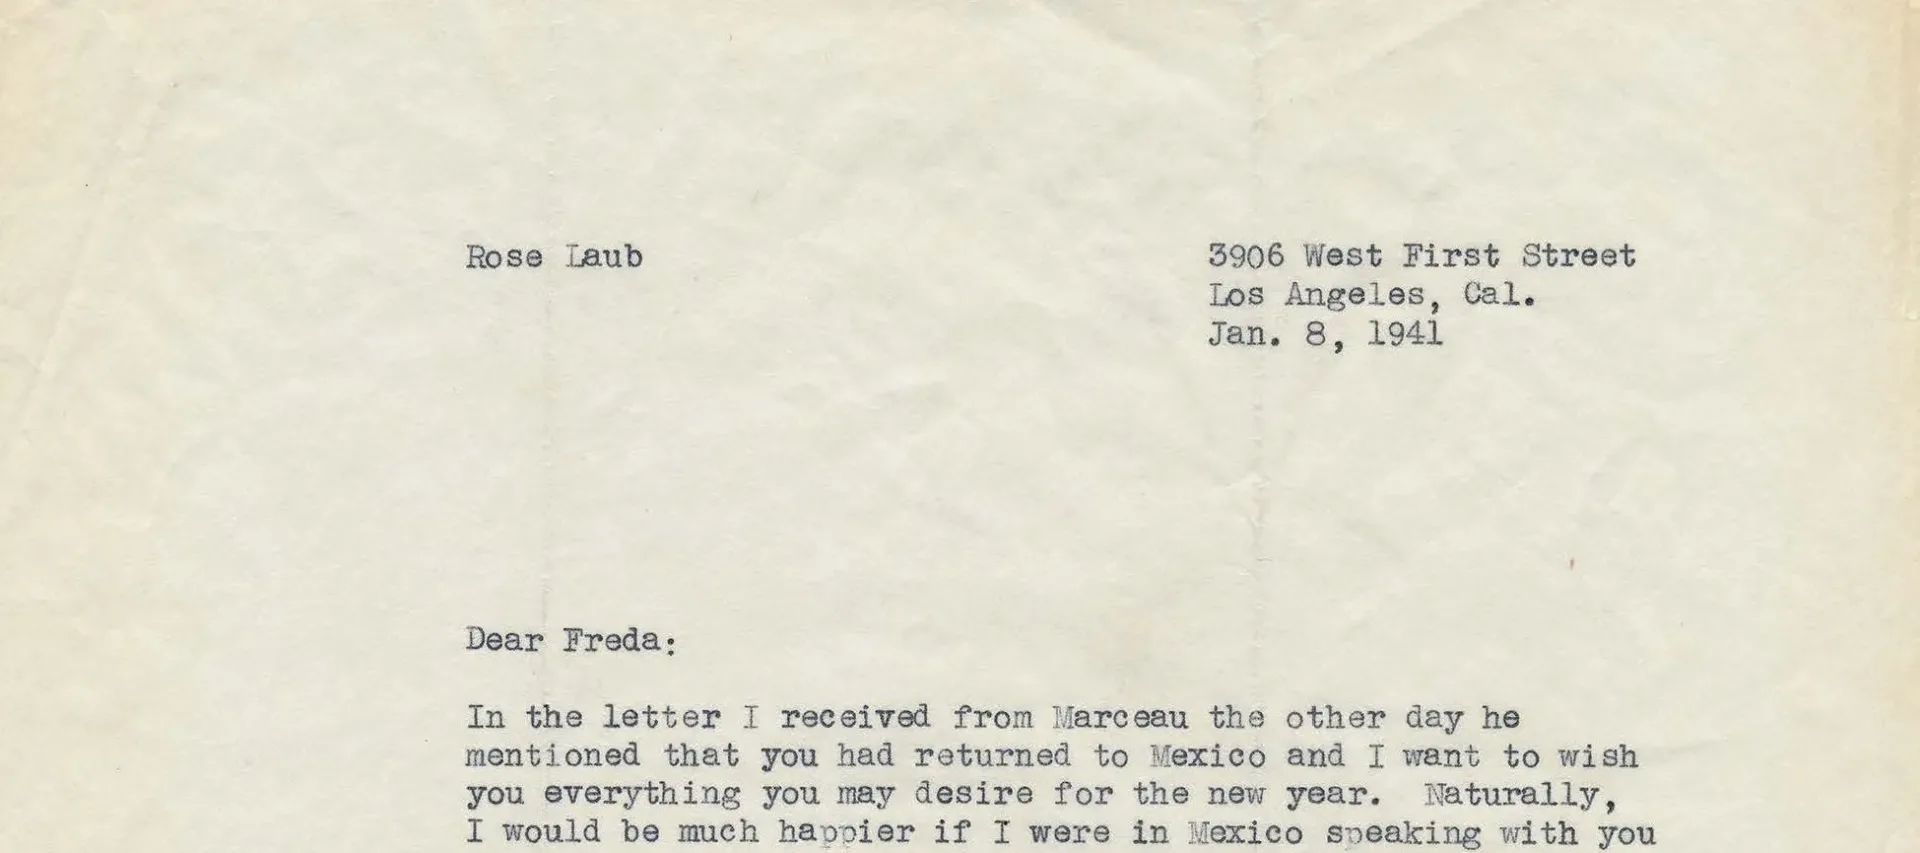 Rose Laub
3906 West First Street
Los Angeles, Cal.
Jan. 8, 1941
Dear Freda:
In the letter I received from Marceau the other day he
mentioned that you had returned to Mexico and I want to wish
you everything you may desire for the new year.  Naturally,
I would be much happier if I were in Mexico speaking with you